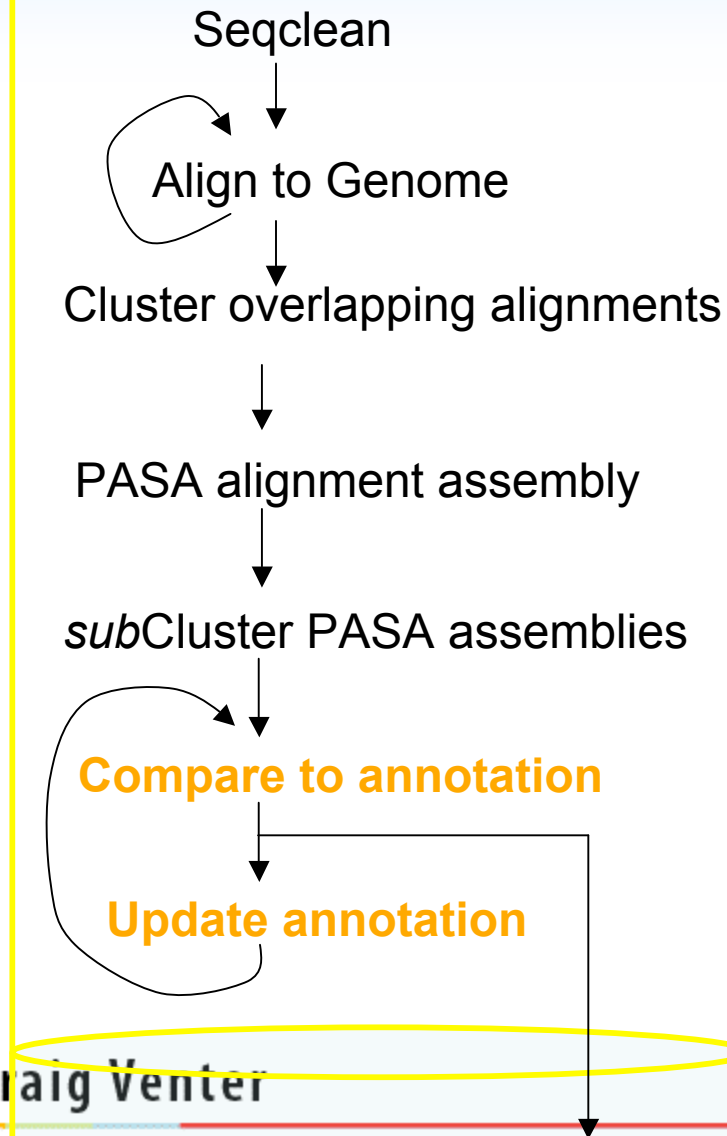 Seqclean
Align to Genome
Cluster overlapping alignments
PASA alignment assembly
subCluster PASA assemblies
Compare to annotation
Update annotation
raig Venter